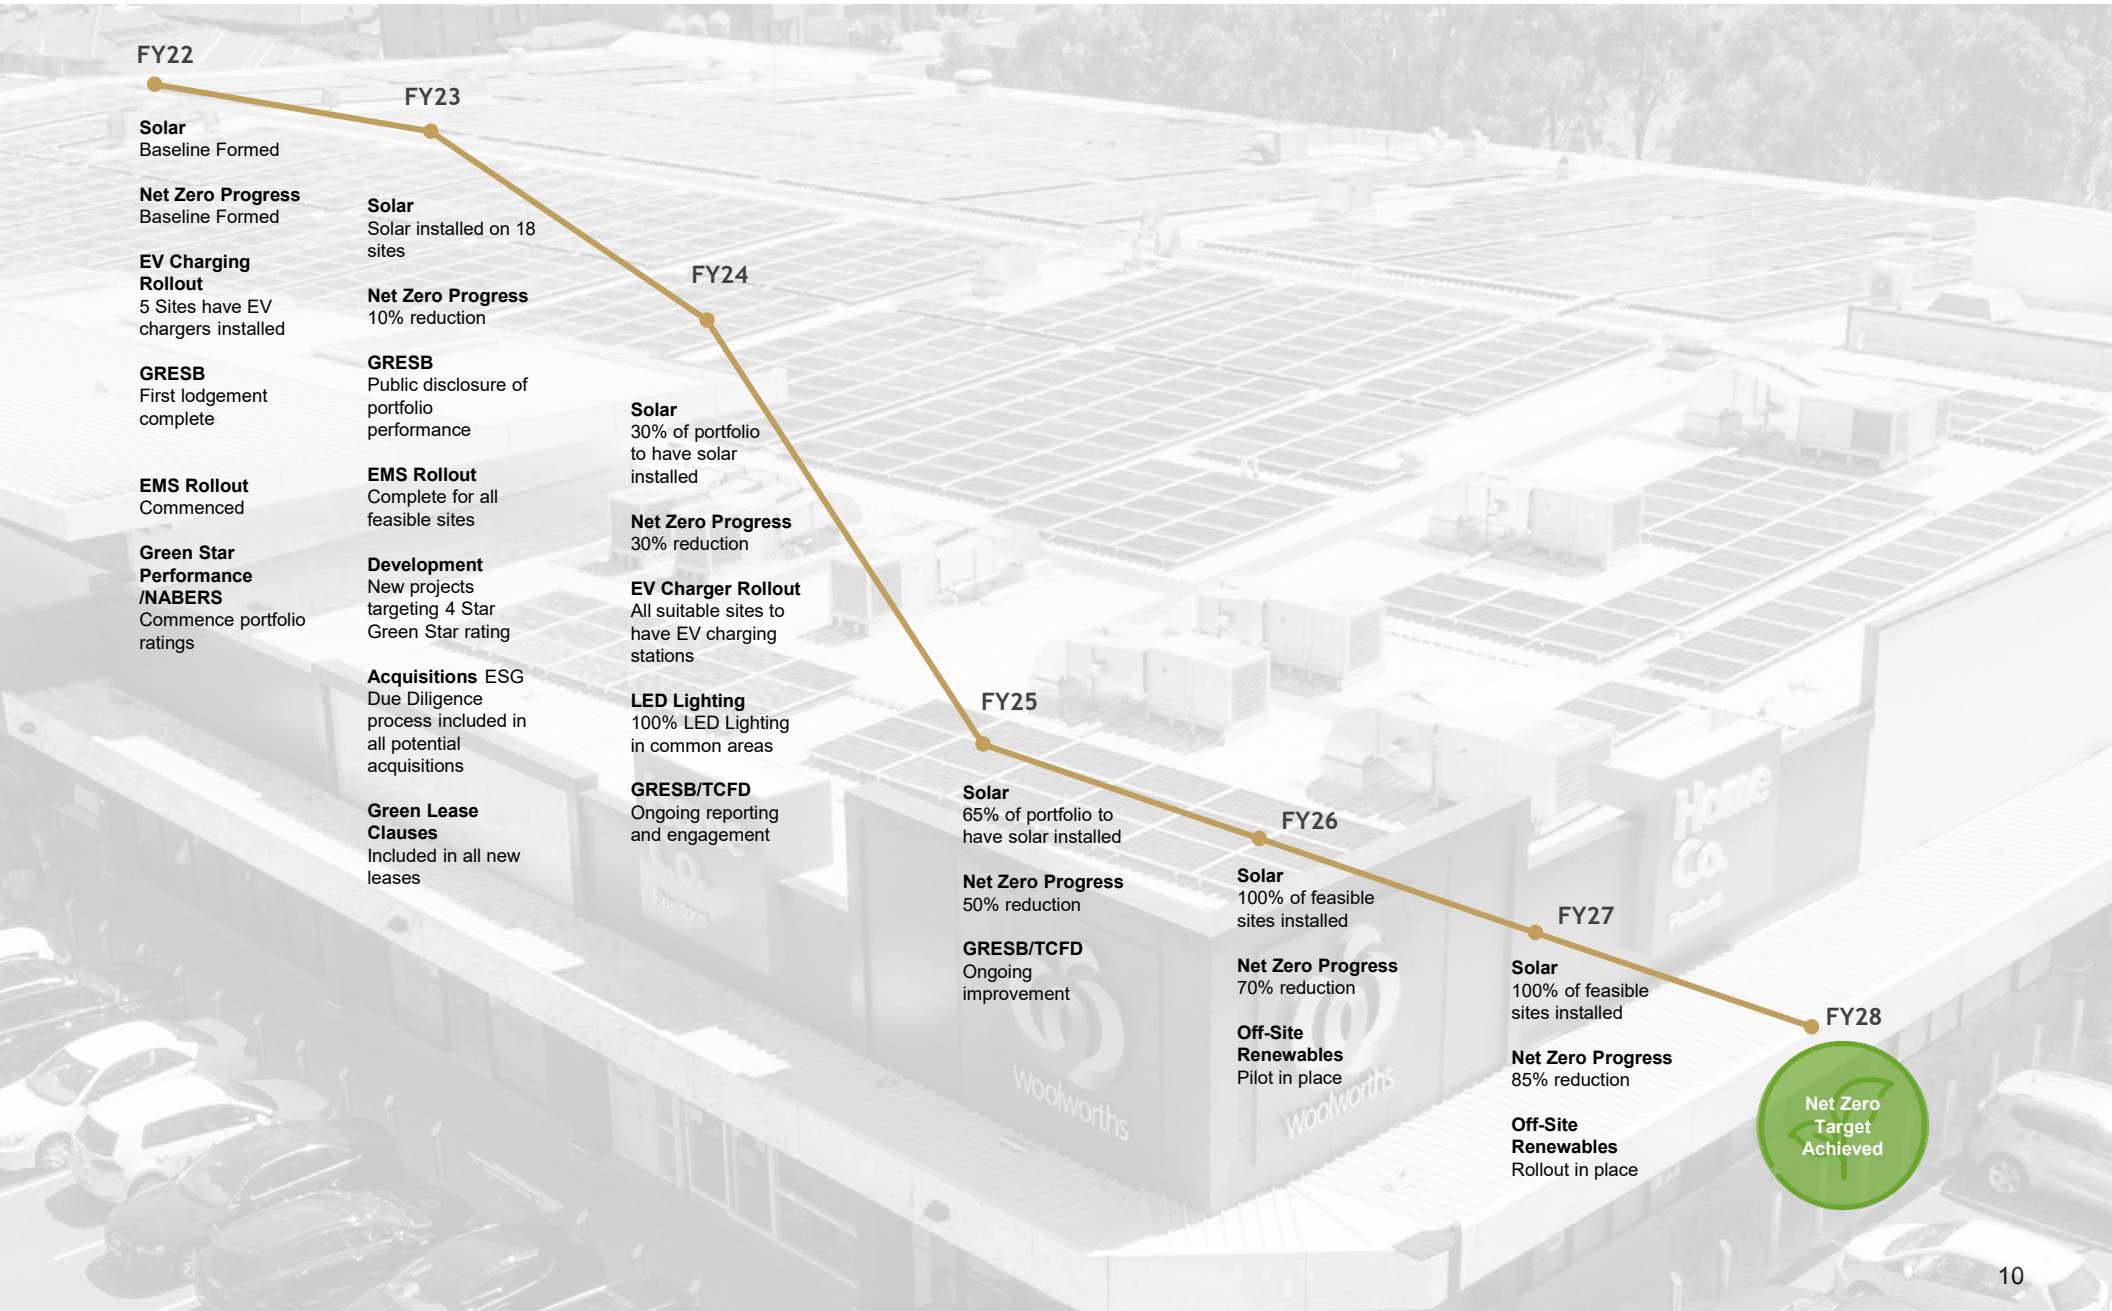 FY22
Solar
Baseline Formed
Net Zero Progress
Baseline Formed
EV Charging
Rollout
5 Sites have EV
chargers installed
GRESB
First lodgement
complete
EMS Rollout
Commenced
Green Star
Performance
/NABERS
Commence portfolio
ratings
FY23
Solar
Solar installed on 18
sites
Net Zero Progress
10% reduction
GRESB
Public disclosure of
portfolio
performance
EMS Rollout
Complete for all
feasible sites
Development
New projects
targeting 4 Star
Green Star rating
Acquisitions ESG
Due Diligence
process included in
all potential
acquisitions
Green Lease
Clauses
Included in all new
leases
FY24
Solar
30% of portfolio
to have solar
installed
Net Zero Progress
30% reduction
EV Charger Rollout
All suitable sites to
have EV charging
stations
LED Lighting
100% LED Lighting
in common areas
GRESB/TCFD
Ongoing reporting
and engagement
Co.
Prestons
FY25
Solar
65% of portfolio to
have solar installed
Net Zero Progress
50% reduction
GRESB/TCFD
Ongoing
improvement
woolworths
FY26
Solar
100% of feasible
sites installed
Net Zero Progress
70% reduction
Off-Site
Renewables
Pilot in place
woolworths
Home
Co.
Prestons
FY27
Solar
100% of feasible
sites installed
Net Zero Progress
85% reduction
Off-Site
Renewables
Rollout in place
FY28
Net Zero
Target
Achieved
10